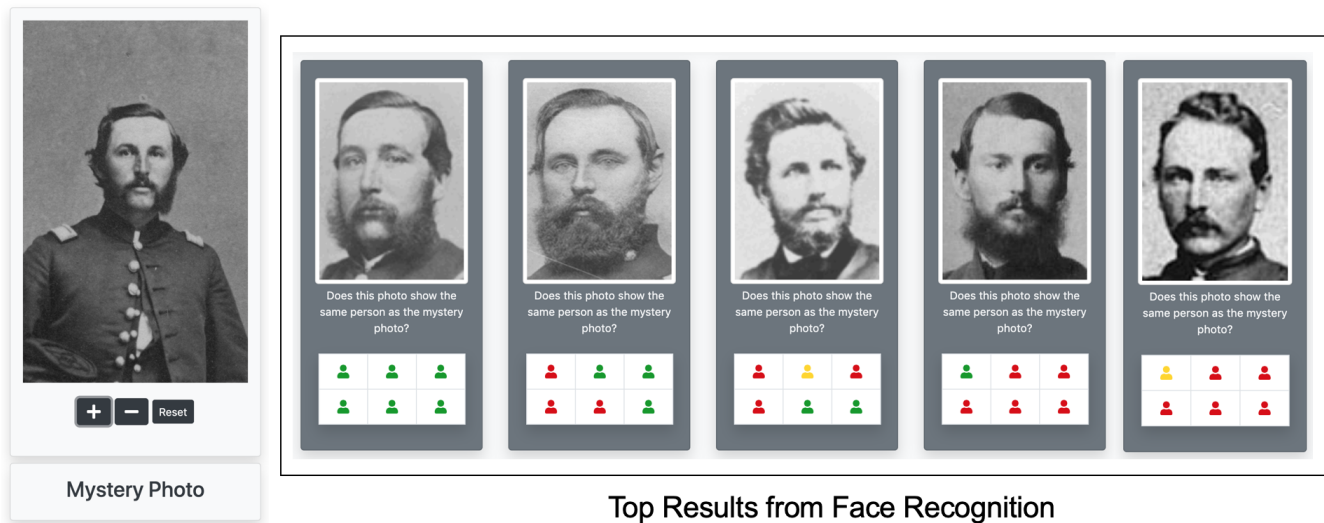 + − Reset
Mystery Photo
Does this photo show the
same person as the mystery
photo?
Does this photo show the
same person as the mystery
photo?
Does this photo show the
same person as the mystery
photo?
Does this photo show the
same person as the mystery
photo?
Does this photo show the
same person as the mystery
photo?
Top Results from Face Recognition